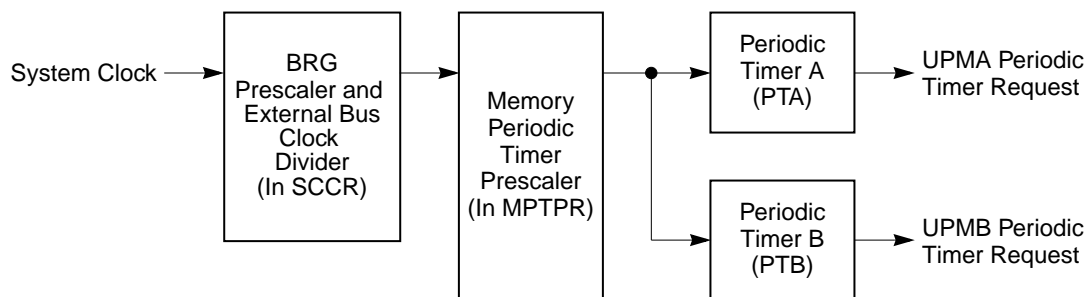 System Clock
BRG
Prescaler and
External Bus
Clock
Divider
(In SCCR)
Memory
Periodic
Timer
Prescaler
(In MPTPR)
Periodic
Timer A
(PTA)
UPMA Periodic
Timer Request
Periodic
Timer B
(PTB)
UPMB Periodic
Timer Request